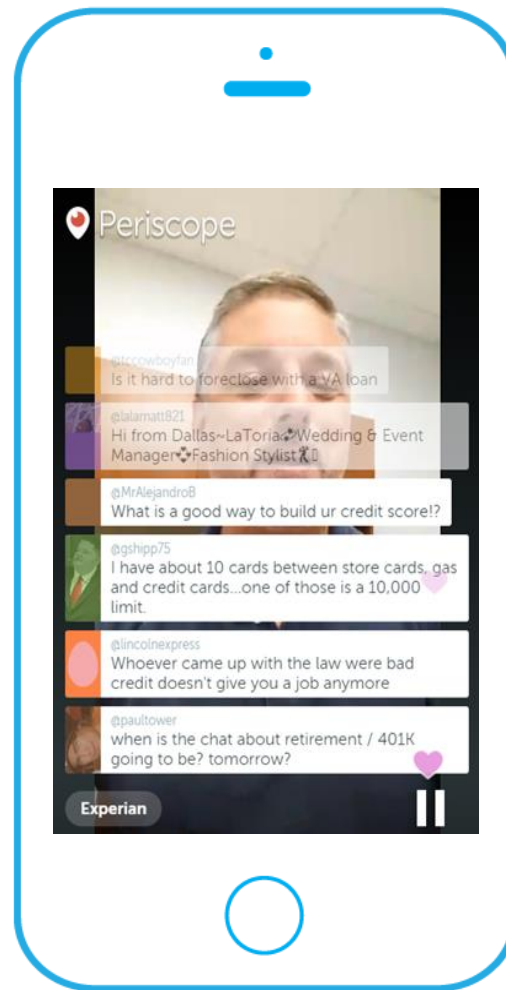 Periscope
@tccowboyfan
Is it hard to foreclose with a VA loan
@lalamatt821
Hi from Dallas~LaToria💞Wedding & Event
Manager💞Fashion Stylist💃
@MrAlejandroB
What is a good way to build ur credit score!?
@gshipp75
I have about 10 cards between store cards, gas
and credit cards...one of those is a 10,000
limit.
@lincolnexpress
Whoever came up with the law were bad
credit doesn't give you a job anymore
@paultower
when is the chat about retirement / 401K
going to be? tomorrow?
Experian